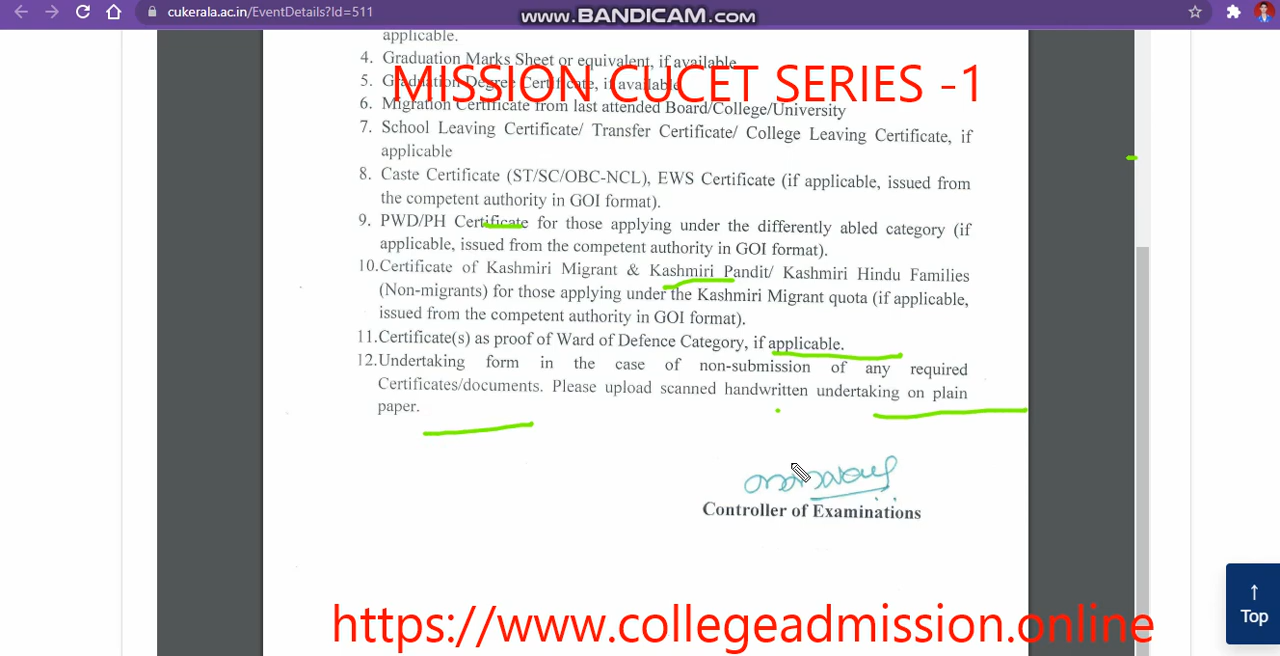 cukerala.ac.in/EventDetails?Id=511
www.BANDICAM.com
applicable.
4. Graduation Marks Sheet or equivalent, if available
MISSION CUCET SERIES -1
5. Graduation Degree Certificate, if available
6. Migration Certificate from last attended Board/College/University
7. School Leaving Certificate/ Transfer Certificate/ College Leaving Certificate, if
applicable
8. Caste Certificate (ST/SC/OBC-NCL), EWS Certificate (if applicable, issued from
the competent authority in GOI format).
9. PWD/PH Certificate for those applying under the differently abled category (if
applicable, issued from the competent authority in GOI format).
10.Certificate of Kashmiri Migrant & Kashmiri Pandit/ Kashmiri Hindu Families
(Non-migrants) for those applying under the Kashmiri Migrant quota (if applicable,
issued from the competent authority in GOI format).
11.Certificate(s) as proof of Ward of Defence Category, if applicable.
12.Undertaking form in the case of non-submission of any required
Certificates/documents. Please upload scanned handwritten undertaking on plain
paper.
Controller of Examinations
Top
https://www.collegeadmission.online